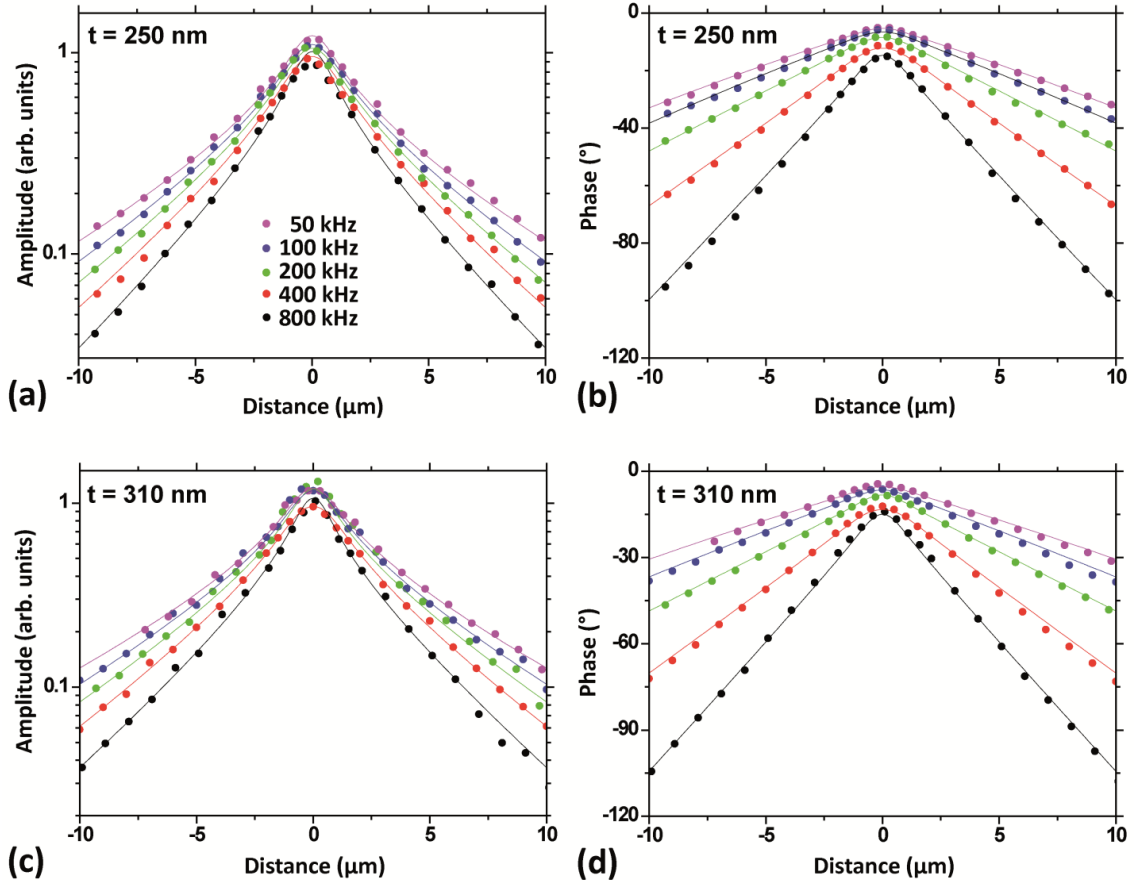 t = 250 nm
1
0.1
Amplitude (arb. units)
50 kHz
100 kHz
200 kHz
400 kHz
800 kHz
-10 -5 0 5 10
Distance (µm)
(a)
t = 250 nm
0
-40
-80
-120
Phase (°)
-10 -5 0 5 10
Distance (µm)
(b)
t = 310 nm
1
0.1
Amplitude (arb. units)
-10 -5 0 5 10
Distance (µm)
(c)
t = 310 nm
0
-30
-60
-90
-120
Phase (°)
-10 -5 0 5 10
Distance (µm)
(d)